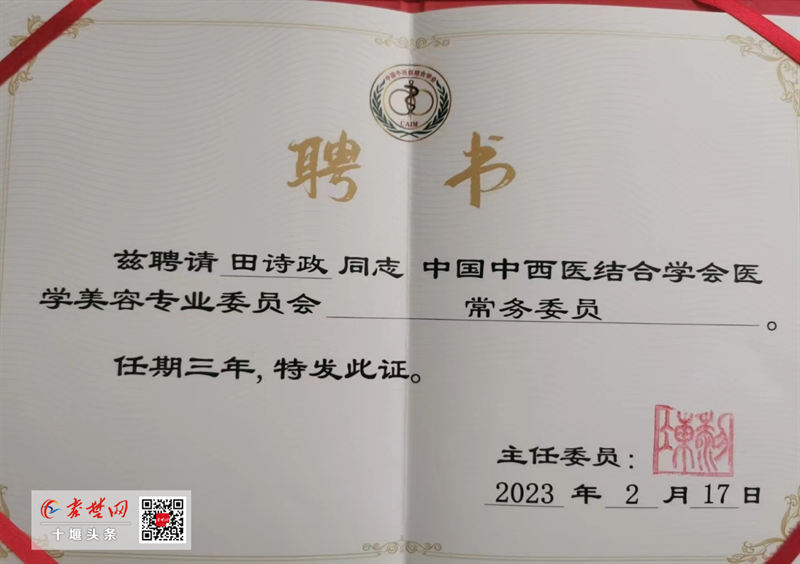 中国中西医结合学会
CAIM
聘书
兹聘请 田诗政 同志 中国中西医结合学会医
学美容专业委员会 常务委员 。
任期三年,特发此证。
主任委员:
2023 年 2 月 17 日
秦楚网
十堰头条